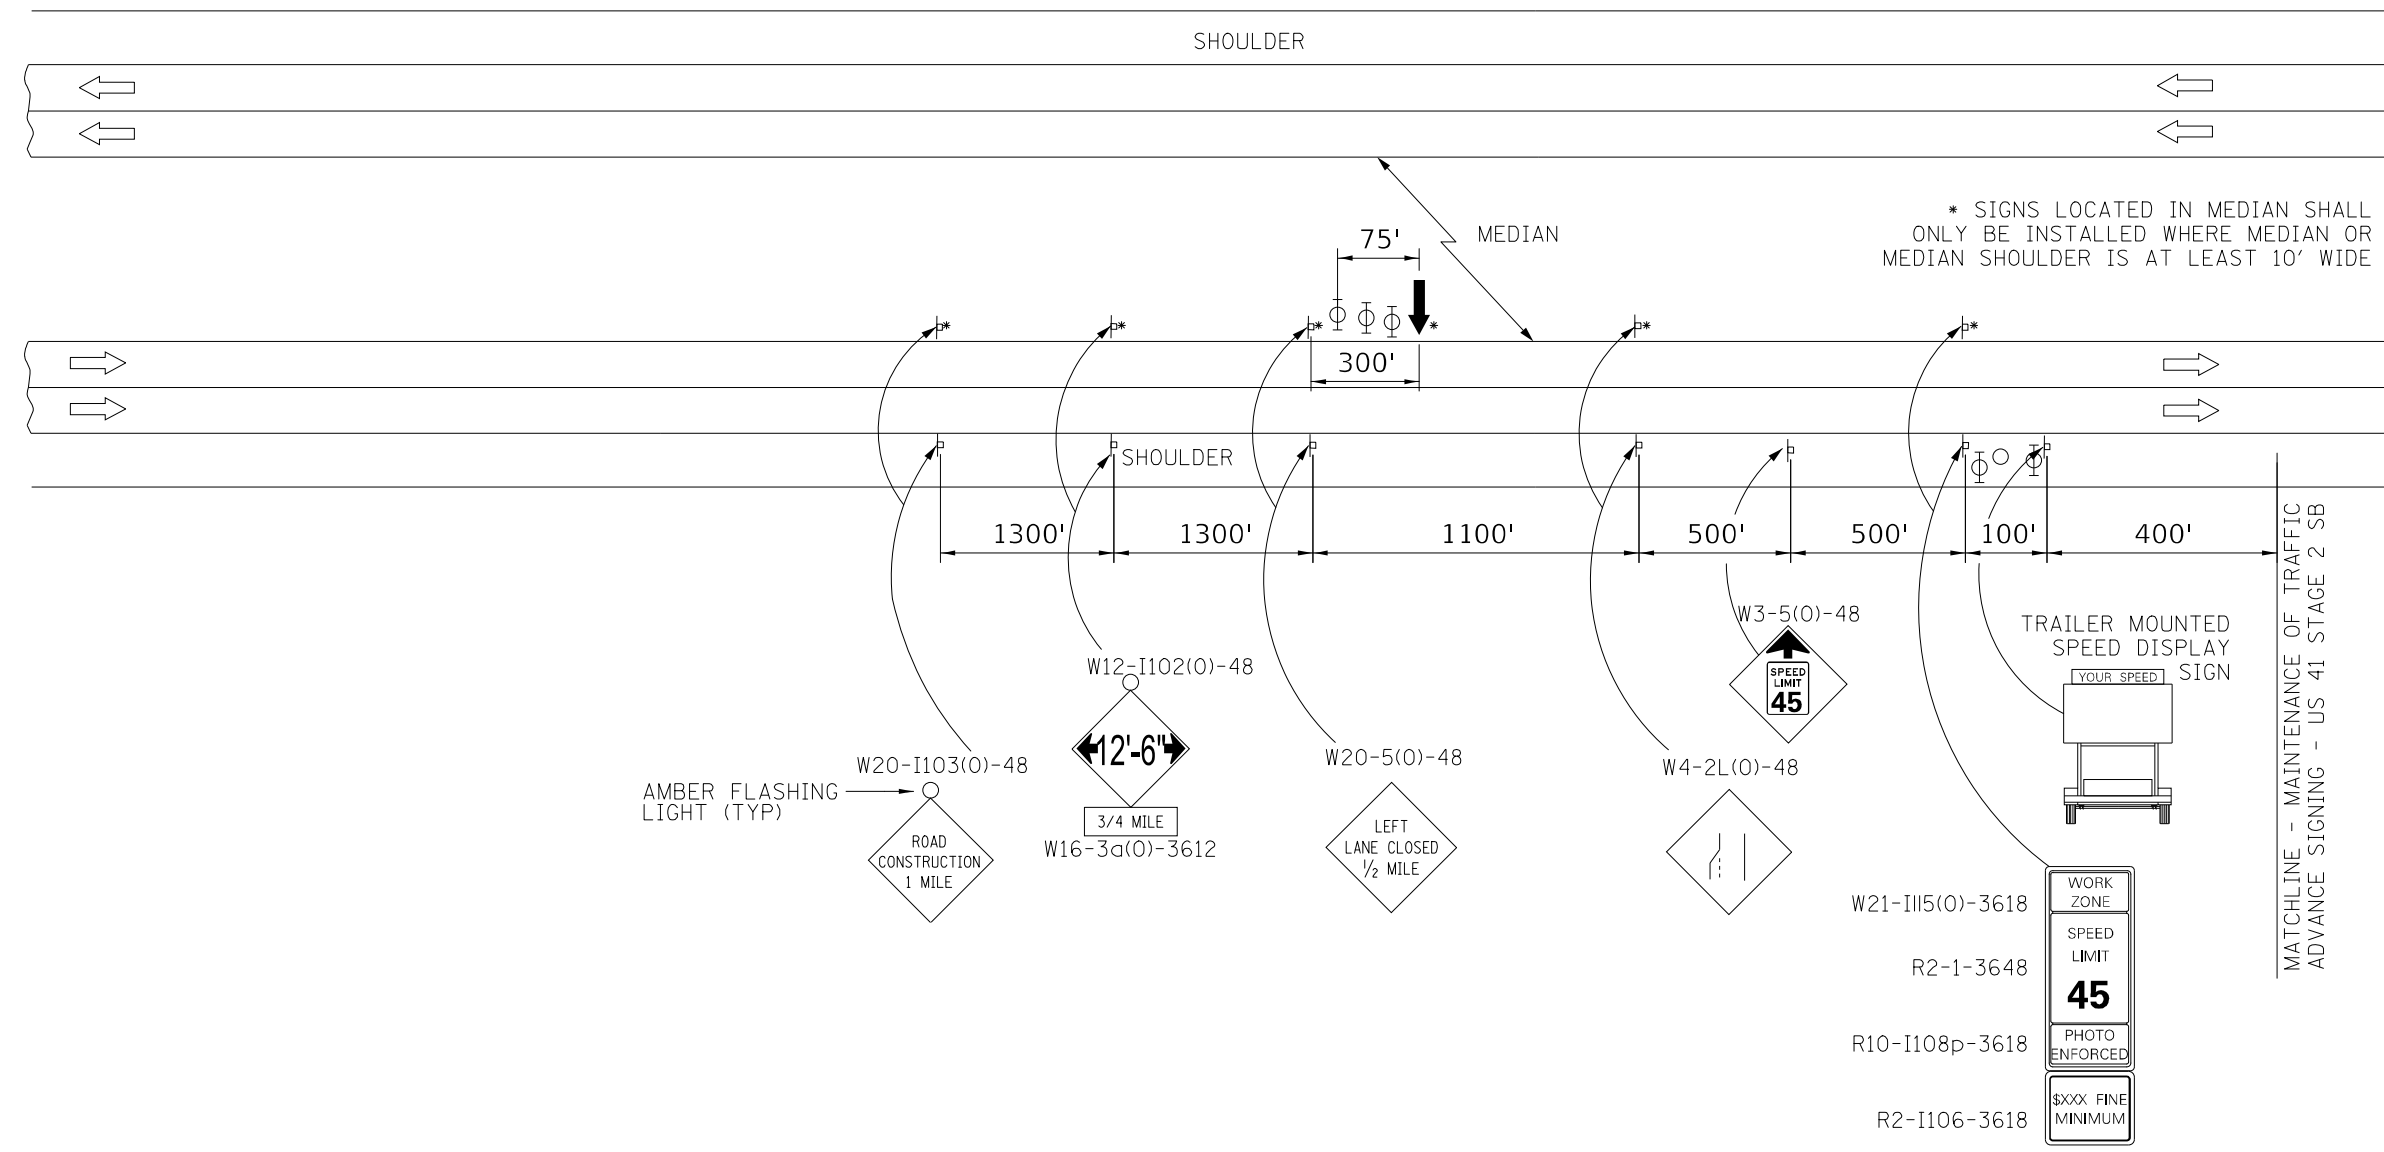 SHOULDER
* SIGNS LOCATED IN MEDIAN SHALL
ONLY BE INSTALLED WHERE MEDIAN OR
MEDIAN SHOULDER IS AT LEAST 10' WIDE
75'
MEDIAN
*
*
*
*
*
*
300'
SHOULDER
1300'
1300'
1100'
500'
500'
100'
400'
MATCHLINE - MAINTENANCE OF TRAFFIC
ADVANCE SIGNING - US 41 STAGE 2 SB
W3-5(O)-48
SPEED
LIMIT
45
TRAILER MOUNTED
SPEED DISPLAY
SIGN
YOUR SPEED
W12-I102(O)-48
12'-6"
3/4 MILE
W16-3a(O)-3612
W20-I103(O)-48
AMBER FLASHING
LIGHT (TYP)
ROAD
CONSTRUCTION
1 MILE
W20-5(O)-48
LEFT
LANE CLOSED
1/2 MILE
W4-2L(O)-48
W21-I115(O)-3618
WORK
ZONE
R2-1-3648
SPEED
LIMIT
45
R10-I108p-3618
PHOTO
ENFORCED
R2-I106-3618
$XXX FINE
MINIMUM